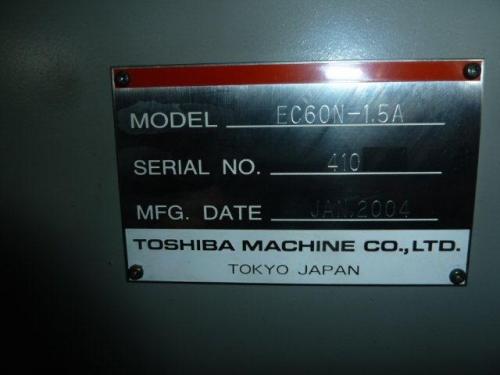 MODEL EC60N-1.5A
SERIAL NO. 410
MFG. DATE JAN.2004
TOSHIBA MACHINE CO.,LTD.
TOKYO JAPAN